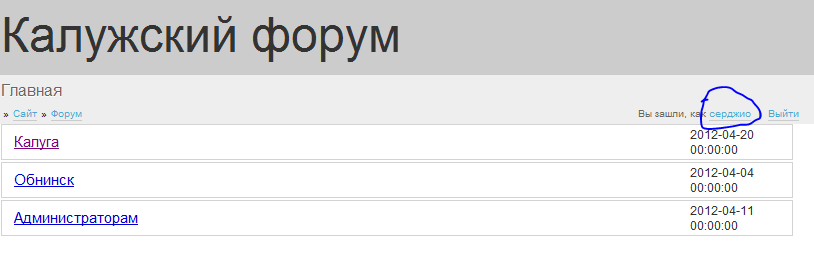 Калужский форум
Главная
» Сайт » Форум
Вы зашли, как серджио Выйти
Калуга
2012-04-20
00:00:00
Обнинск
2012-04-04
00:00:00
Администраторам
2012-04-11
00:00:00